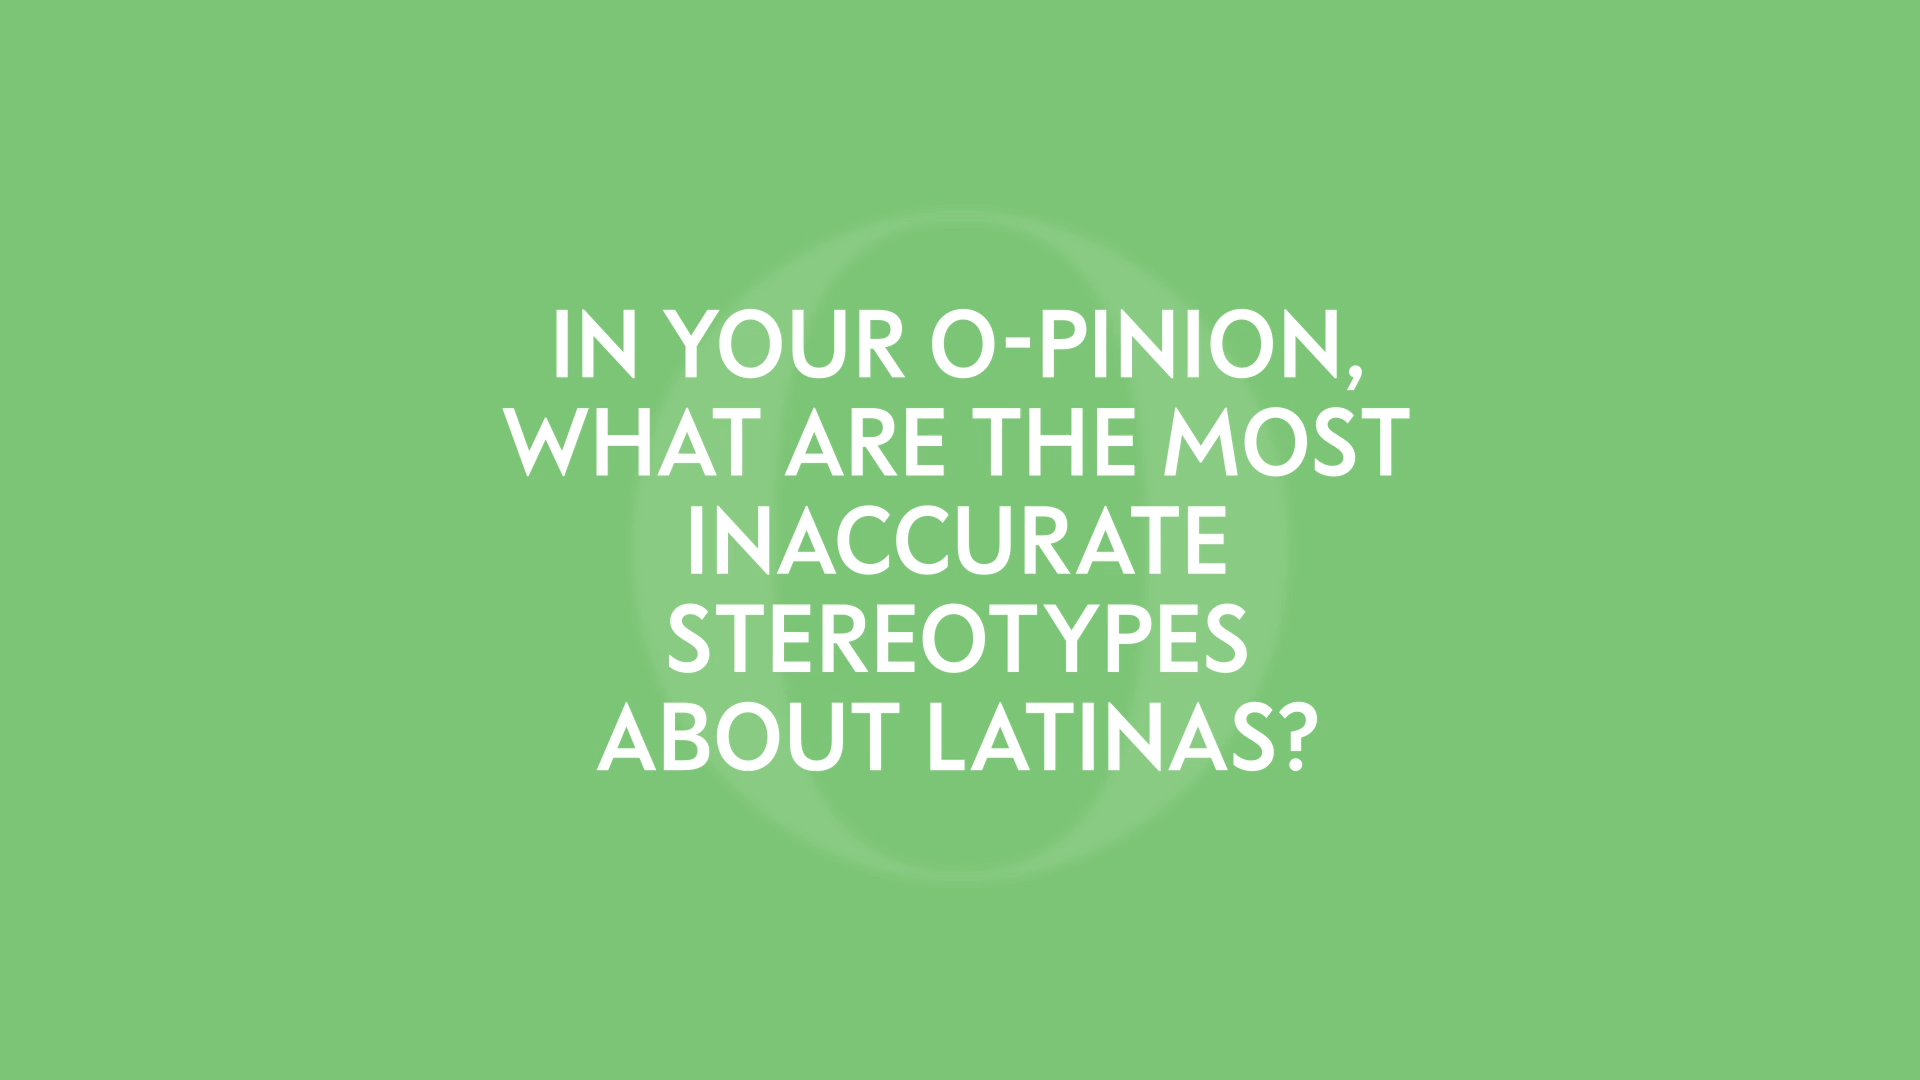 IN YOUR O-PINION,
WHAT ARE THE MOST
INACCURATE
STEREOTYPES
ABOUT LATINAS?